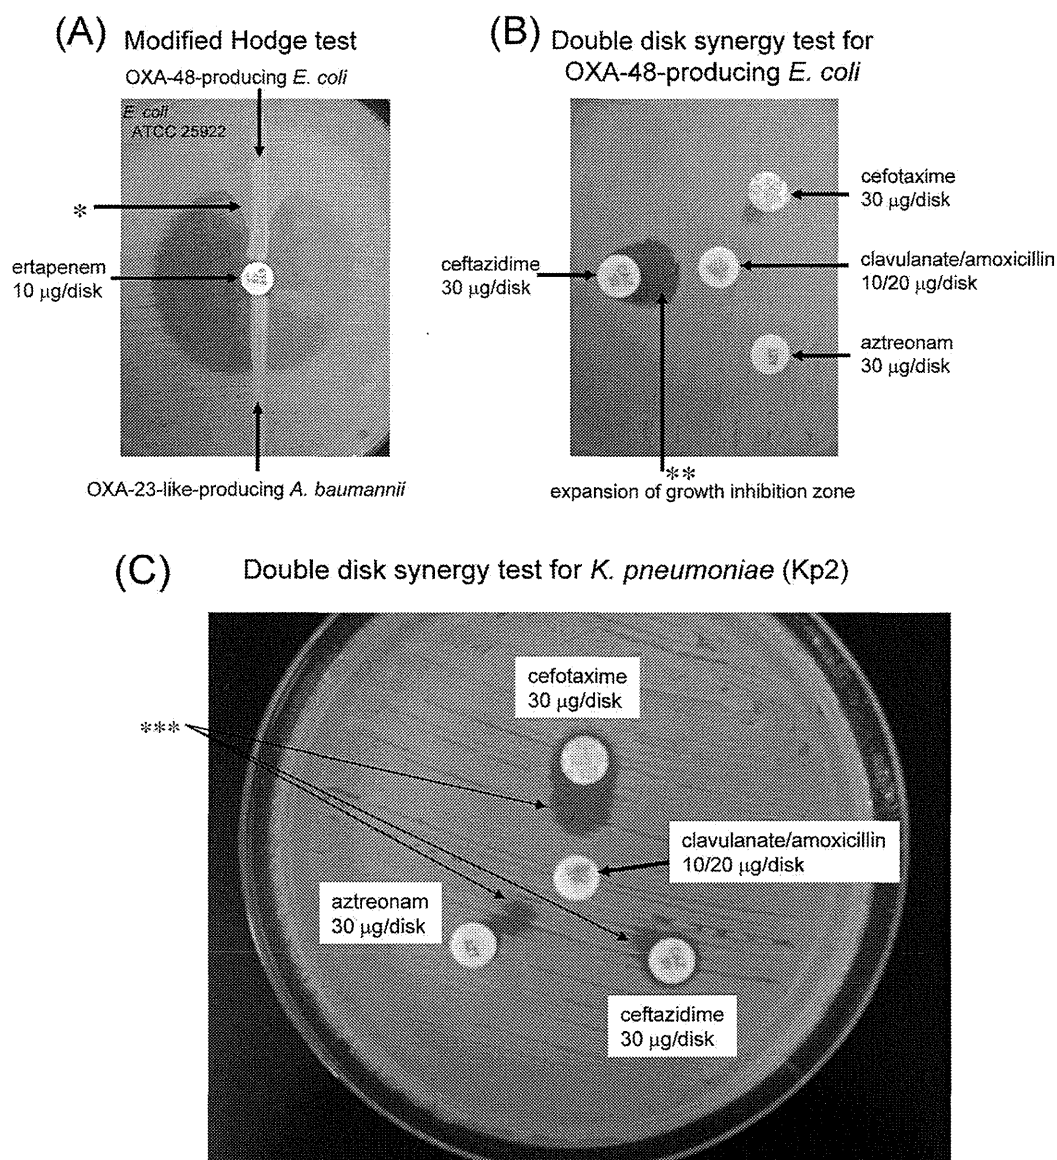 (A) Modified Hodge test
OXA-48-producing E. coli
E. coli
ATCC 25922
*
ertapenem
10 μg/disk
OXA-23-like-producing A. baumannii
(B) Double disk synergy test for
OXA-48-producing E. coli
cefotaxime
30 μg/disk
ceftazidime
30 μg/disk
clavulanate/amoxicillin
10/20 μg/disk
aztreonam
30 μg/disk
**
expansion of growth inhibition zone
(C) Double disk synergy test for K. pneumoniae (Kp2)
cefotaxime
30 μg/disk
***
clavulanate/amoxicillin
10/20 μg/disk
aztreonam
30 μg/disk
ceftazidime
30 μg/disk